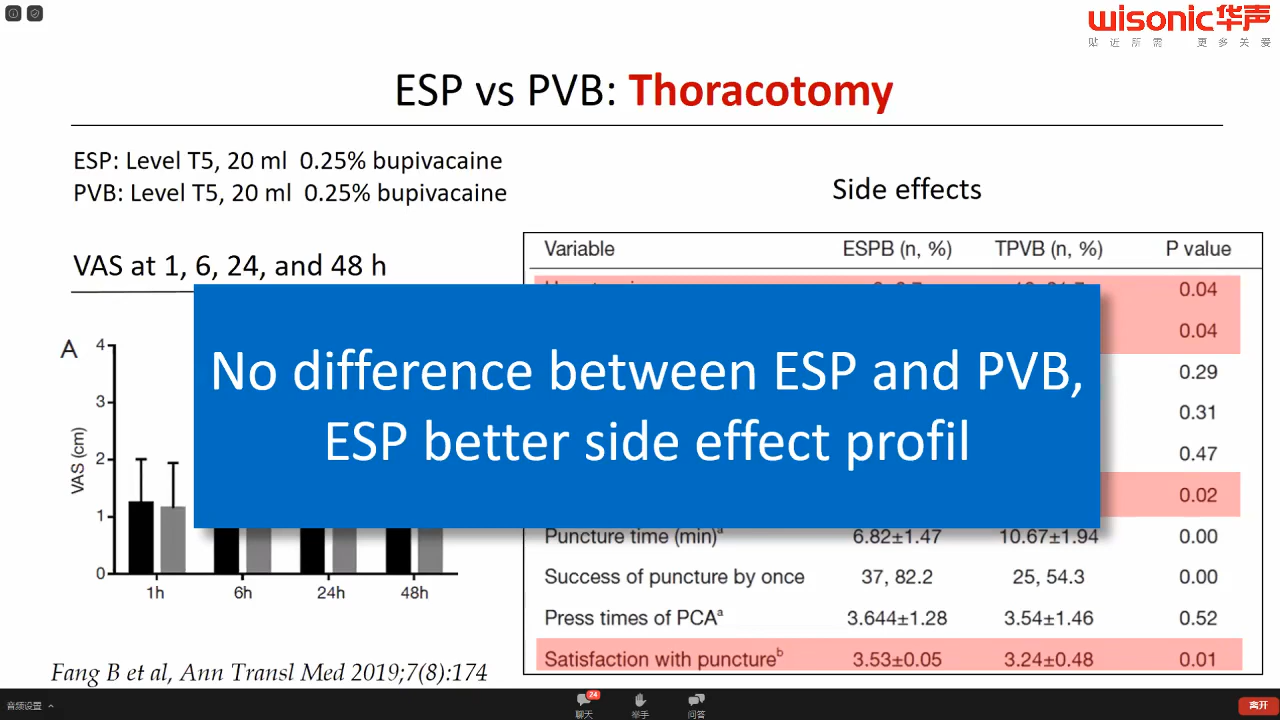 wisonic华声
贴近所需 更多关爱
ESP vs PVB: Thoracotomy
ESP: Level T5, 20 ml 0.25% bupivacaine
PVB: Level T5, 20 ml 0.25% bupivacaine
Side effects
VAS at 1, 6, 24, and 48 h
Variable ESPB (n, %) TPVB (n, %) P value
0.04
0.04
0.29
0.31
0.47
0.02
Puncture time (min)a 6.82±1.47 10.67±1.94 0.00
Success of puncture by once 37, 82.2 25, 54.3 0.00
Press times of PCAa 3.644±1.28 3.54±1.46 0.52
Satisfaction with punctureb 3.53±0.05 3.24±0.48 0.01
No difference between ESP and PVB,
ESP better side effect profil
A
VAS (cm)
4
3
2
1
0
1h 6h 24h 48h
Fang B et al, Ann Transl Med 2019;7(8):174
音频设置
24
聊天 举手 问答
离开